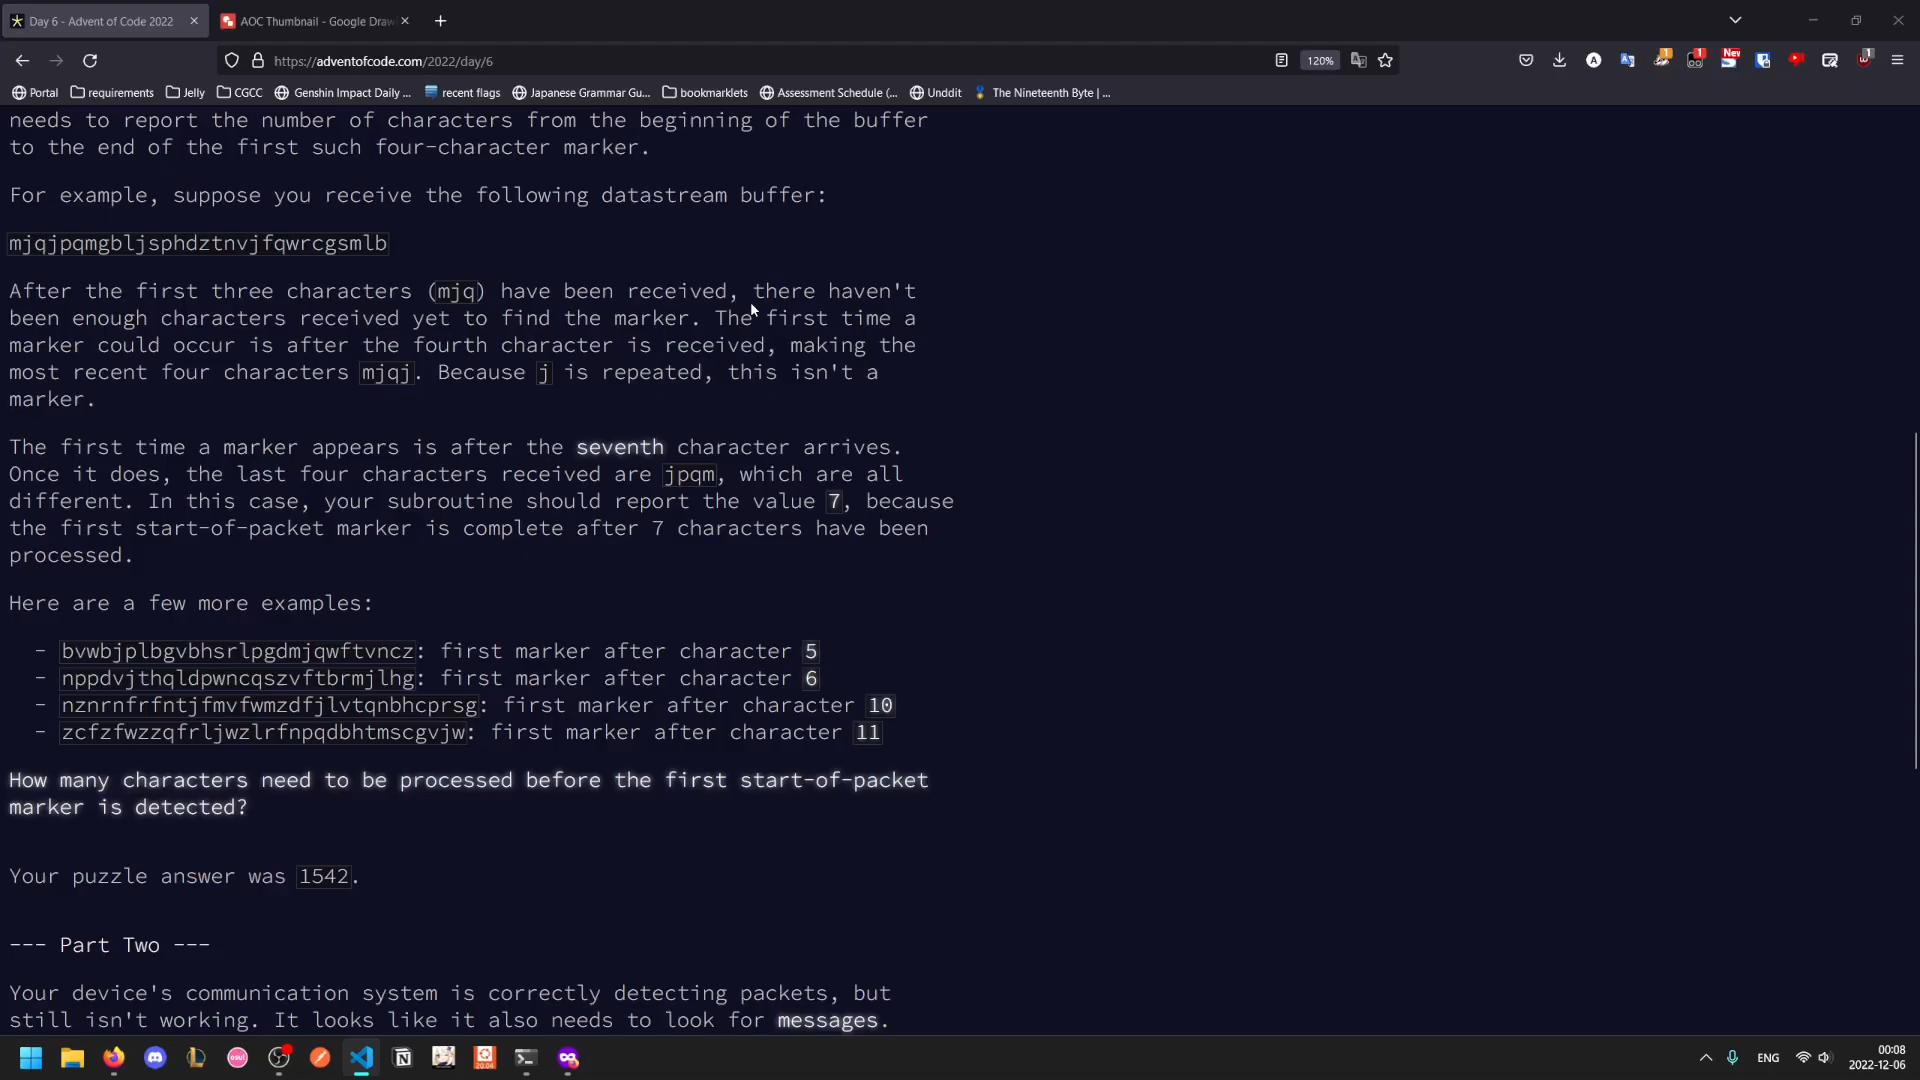 Day 6 - Advent of Code 2022
AOC Thumbnail - Google Draw
https://adventofcode.com/2022/day/6
120%
Portal requirements Jelly CGCC Genshin Impact Daily ... recent flags Japanese Grammar Gu... bookmarklets Assessment Schedule (... Unddit The Nineteenth Byte | ...
needs to report the number of characters from the beginning of the buffer
to the end of the first such four-character marker.
For example, suppose you receive the following datastream buffer:
mjqjpqmgbljsphdztnvjfqwrcgsmlb
After the first three characters (mjq) have been received, there haven't
been enough characters received yet to find the marker. The first time a
marker could occur is after the fourth character is received, making the
most recent four characters mjqj. Because j is repeated, this isn't a
marker.
The first time a marker appears is after the seventh character arrives.
Once it does, the last four characters received are jpqm, which are all
different. In this case, your subroutine should report the value 7, because
the first start-of-packet marker is complete after 7 characters have been
processed.
Here are a few more examples:
- bvwbjplbgvbhsrlpgdmjqwftvncz: first marker after character 5
- nppdvjthqldpwncqszvftbrmjlhg: first marker after character 6
- nznrnfrfntjfmvfwmzdfjlvtqnbhcprsg: first marker after character 10
- zcfzfwzzqfrljwzlrfnpqdbhtmscgvjw: first marker after character 11
How many characters need to be processed before the first start-of-packet
marker is detected?
Your puzzle answer was 1542.
--- Part Two ---
Your device's communication system is correctly detecting packets, but
still isn't working. It looks like it also needs to look for messages.
ENG
00:08
2022-12-06